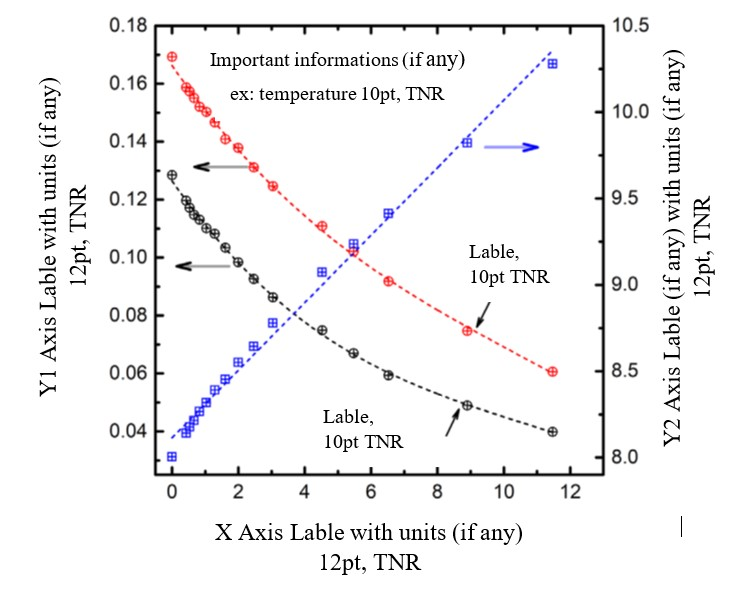 0.18
0.16
0.14
0.12
0.10
0.08
0.06
0.04
Y1 Axis Lable with units (if any)
12pt, TNR
Important informations (if any)
ex: temperature 10pt, TNR
Lable,
10pt TNR
Lable,
10pt TNR
10.5
10.0
9.5
9.0
8.5
8.0
Y2 Axis Lable (if any) with units (if any)
12pt, TNR
0 2 4 6 8 10 12
X Axis Lable with units (if any)
12pt, TNR